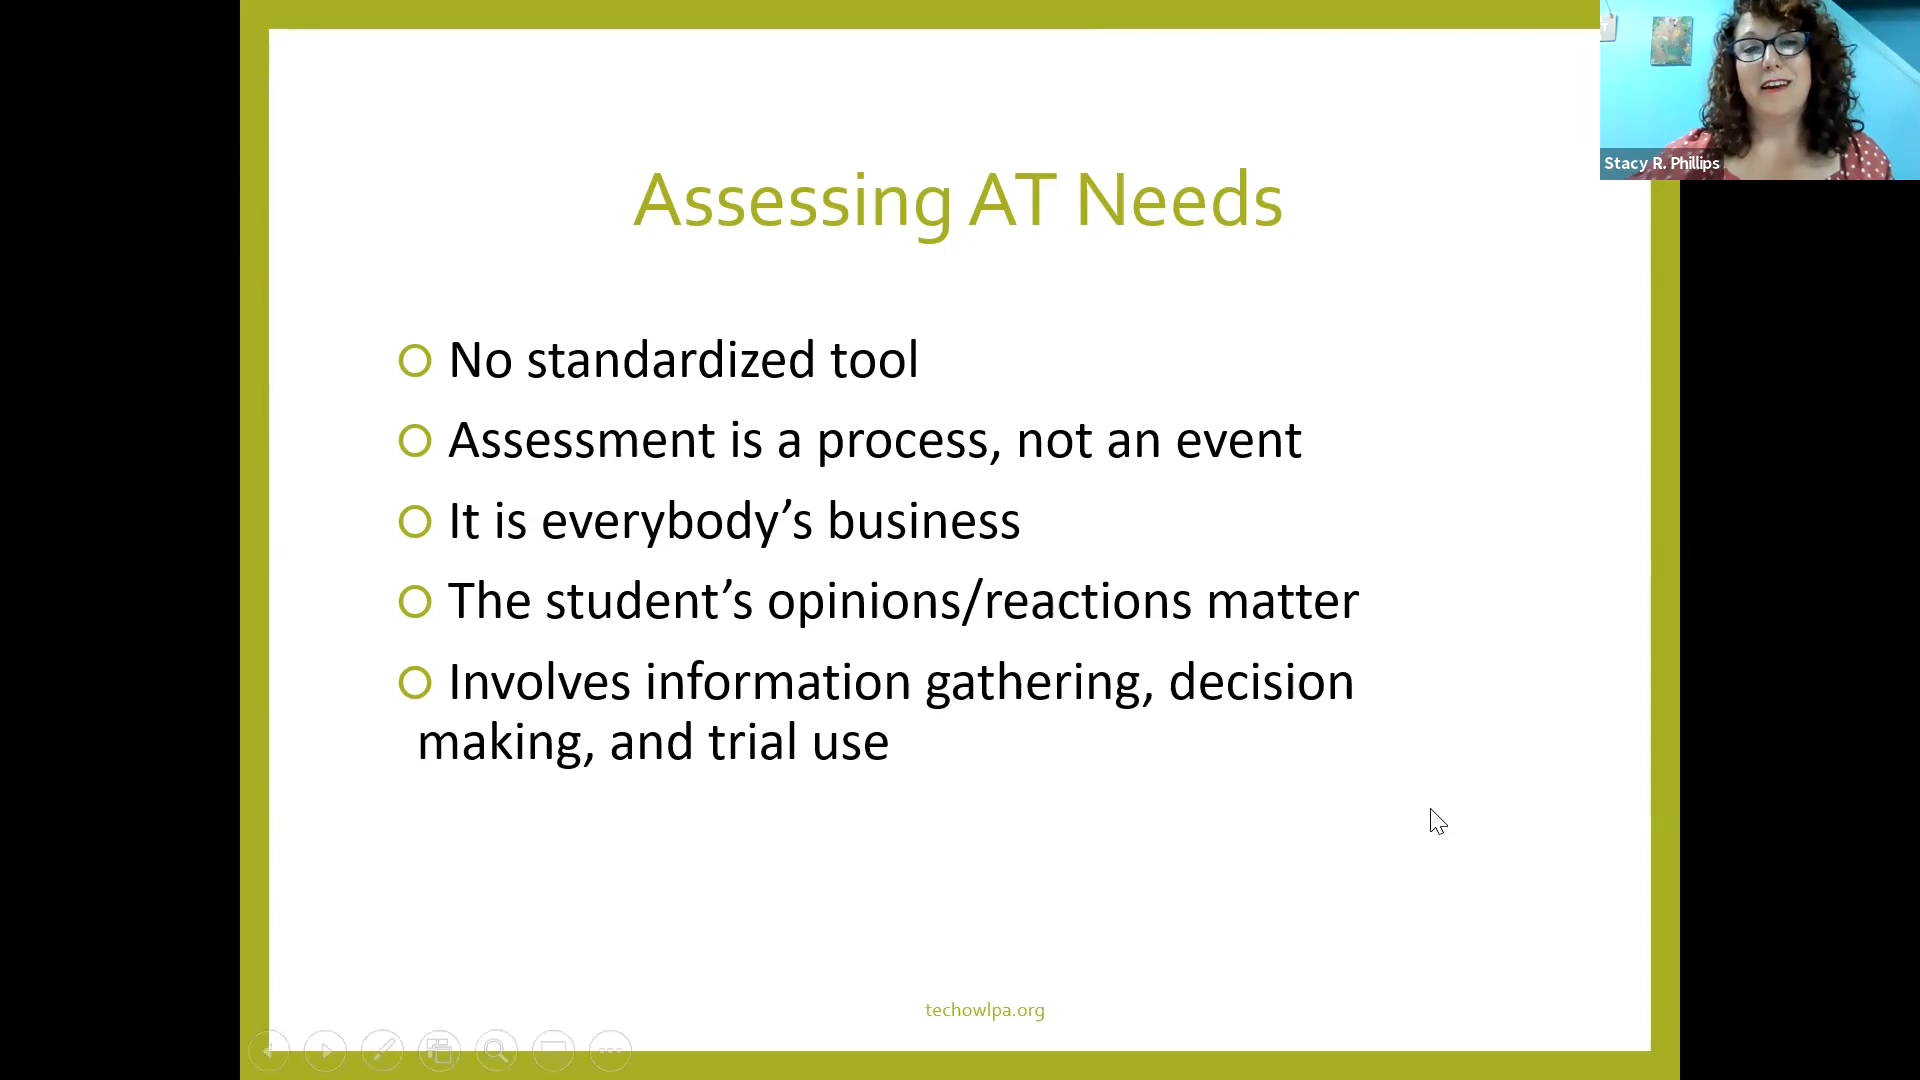 Assessing AT Needs
No standardized tool
Assessment is a process, not an event
It is everybody’s business
The student’s opinions/reactions matter
Involves information gathering, decision
making, and trial use
techowlpa.org
Stacy R. Phillips